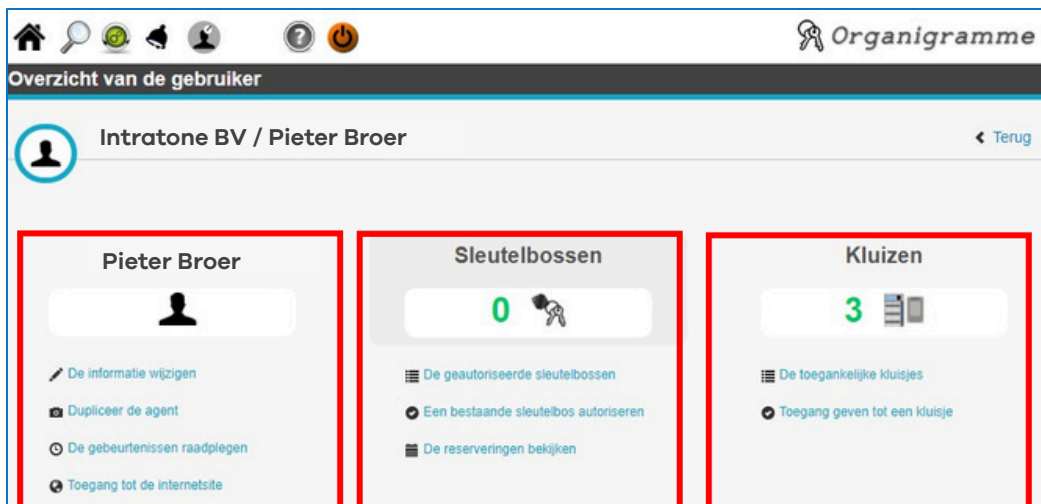 Organigramme
Overzicht van de gebruiker
Intratone BV / Pieter Broer
Terug
Pieter Broer
De informatie wijzigen
Dupliceer de agent
De gebeurtenissen raadplegen
Toegang tot de internetsite
Sleutelbossen
0
De geautoriseerde sleutelbossen
Een bestaande sleutelbos autoriseren
De reserveringen bekijken
Kluizen
3
De toegankelijke kluisjes
Toegang geven tot een kluisje